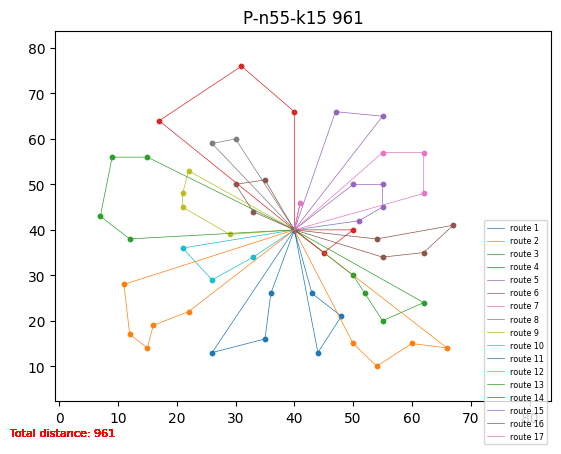 P-n55-k15 961
80
70
60
50
40
30
20
10
0 10 20 30 40 50 60 70 80
route 1
route 2
route 3
route 4
route 5
route 6
route 7
route 8
route 9
route 10
route 11
route 12
route 13
route 14
route 15
route 16
route 17
Total distance: 961